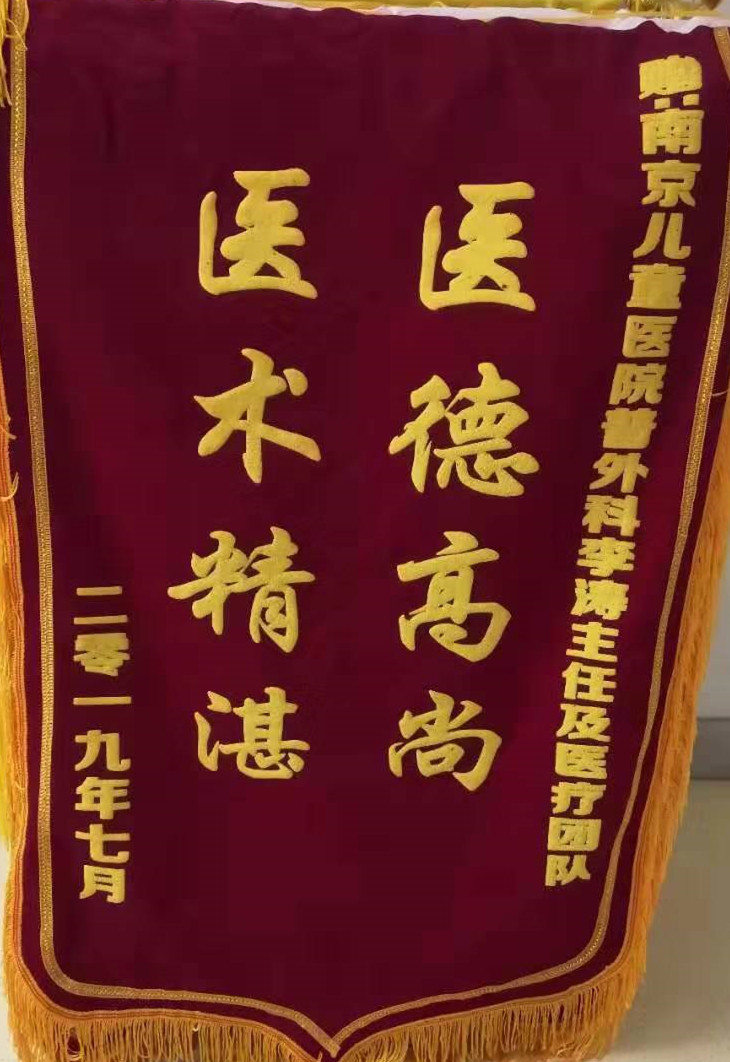 赠:南京儿童医院普外科李涛主任及医疗团队
医德高尚
医术精湛
二零一九年七月